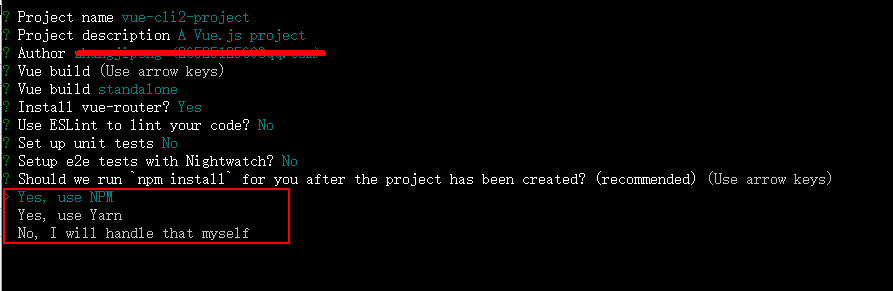 ? Project name vue-cli2-project
? Project description A Vue.js project
? Author
? Vue build (Use arrow keys)
? Vue build standalone
? Install vue-router? Yes
? Use ESLint to lint your code? No
? Set up unit tests No
? Setup e2e tests with Nightwatch? No
? Should we run `npm install` for you after the project has been created? (recommended) (Use arrow keys)
> Yes, use NPM
Yes, use Yarn
No, I will handle that myself